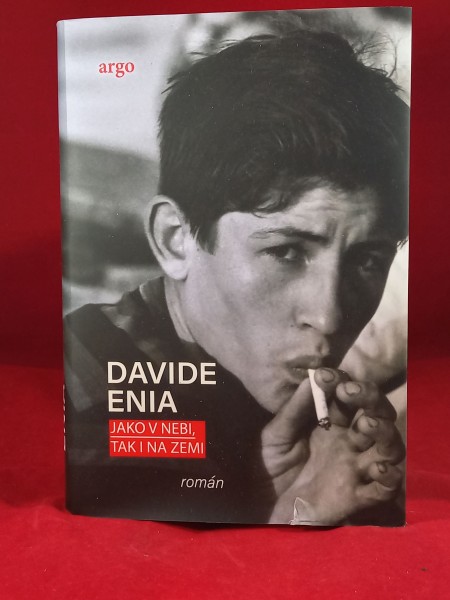 argo
DAVIDE
ENIA
JAKO V NEBI,
TAK I NA ZEMI
román